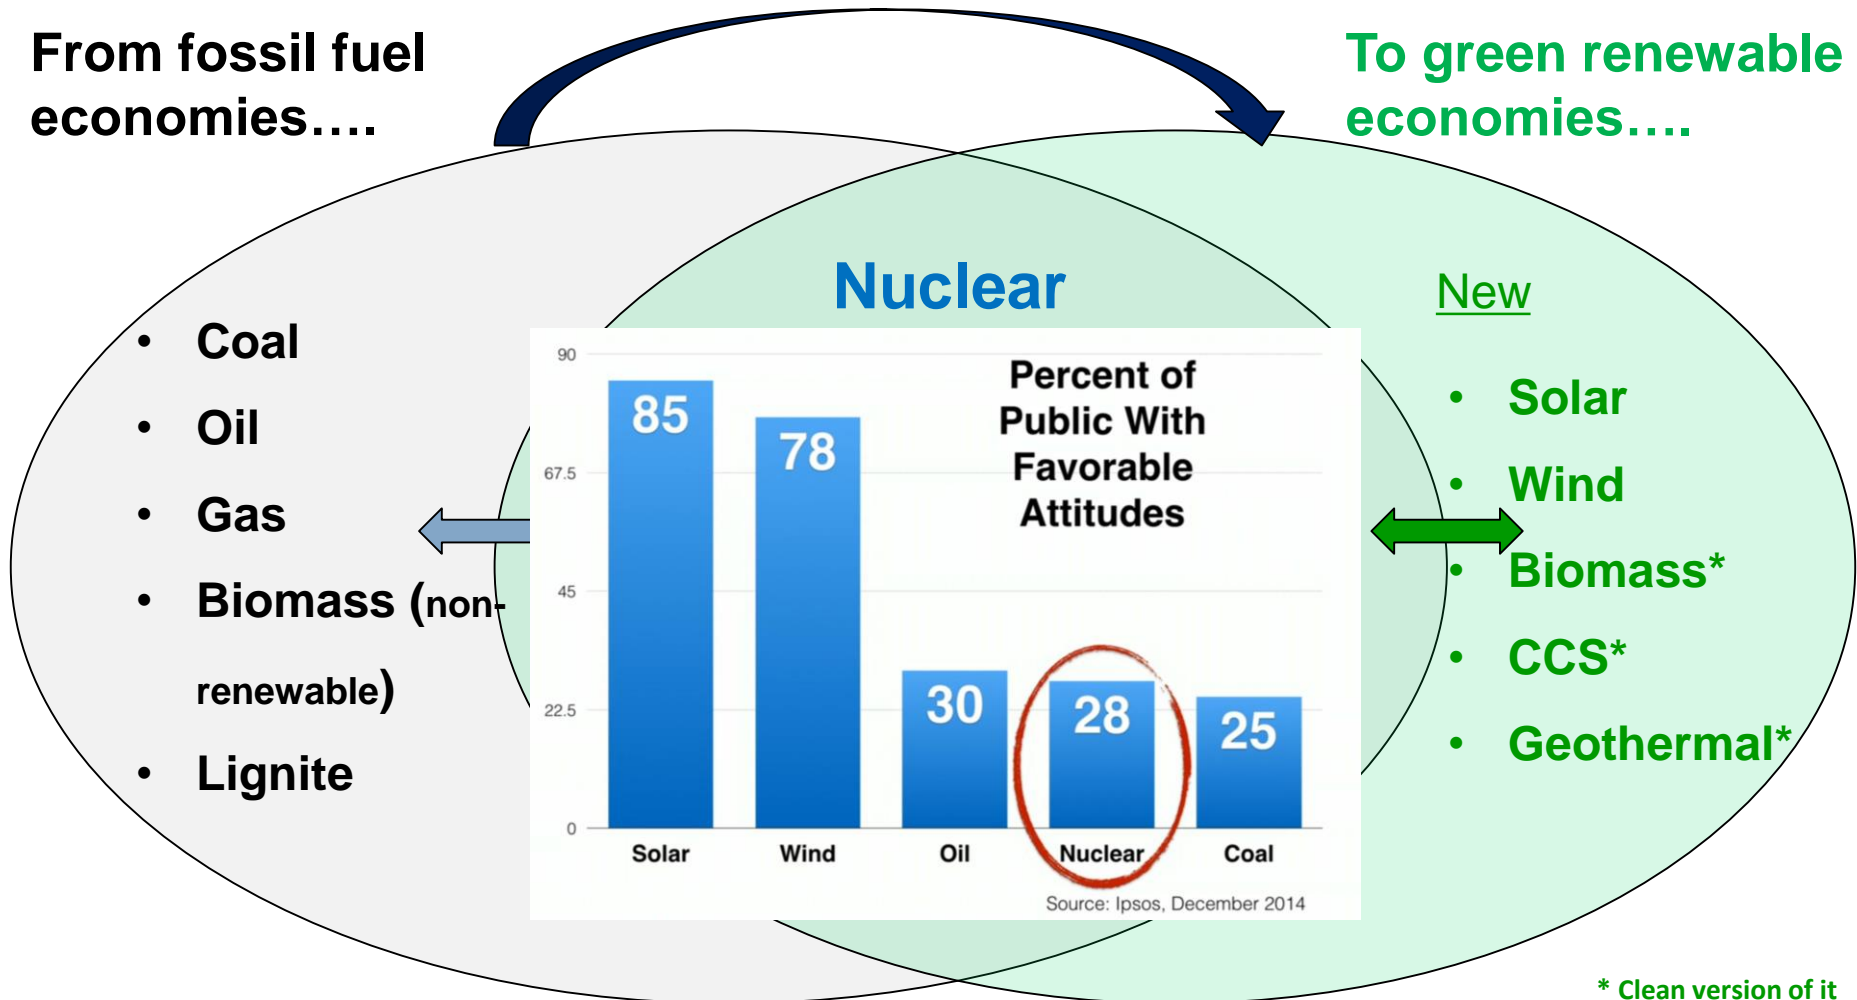 From fossil fuel
economies….
To green renewable
economies….
Nuclear
New
• Coal
• Oil
• Gas
• Biomass (non-
renewable)
• Lignite
Percent of
Public With
Favorable
Attitudes
90
67.5
45
22.5
0
85
78
30
28
25
Solar
Wind
Oil
Nuclear
Coal
Source: Ipsos, December 2014
• Solar
• Wind
• Biomass*
• CCS*
• Geothermal*
* Clean version of it